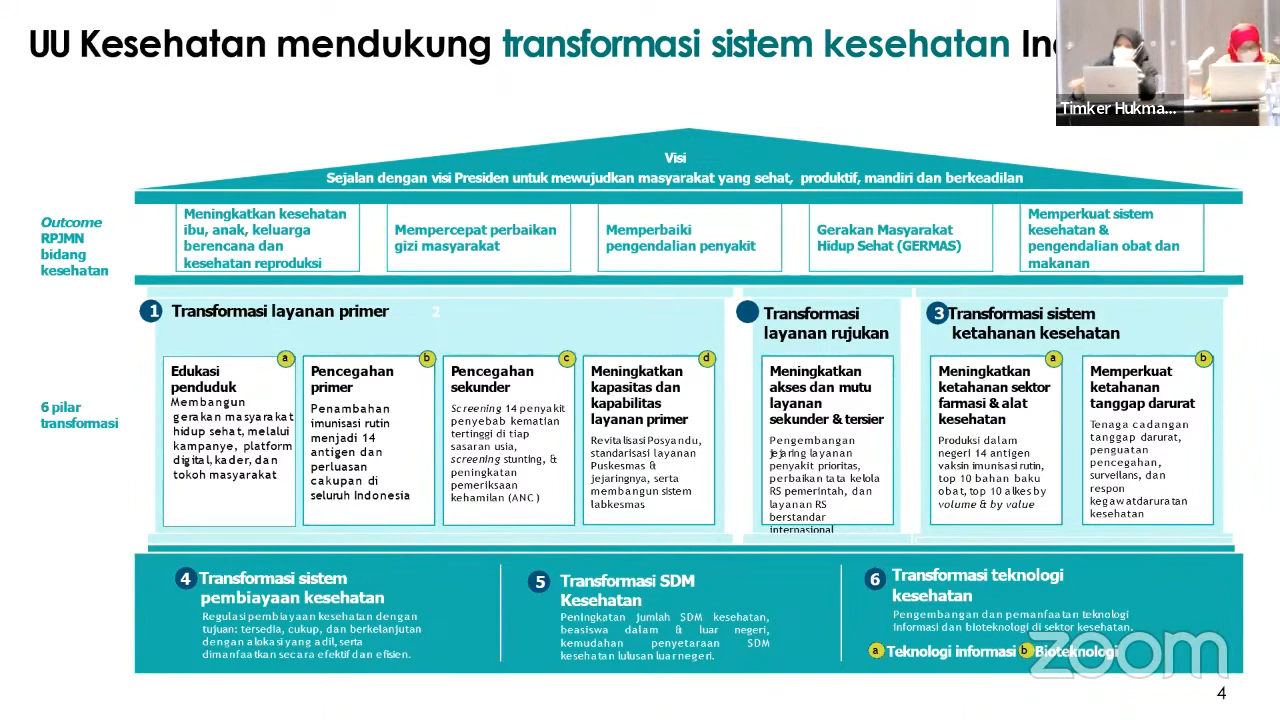 UU Kesehatan mendukung transformasi sistem kesehatan
Timker Hukma...
Visi
Sejalan dengan visi Presiden untuk mewujudkan masyarakat yang sehat, produktif, mandiri dan berkeadilan
Outcome
RPJMN
bidang
kesehatan
Meningkatkan kesehatan
ibu, anak, keluarga
berencana dan
kesehatan reproduksi
Mempercepat perbaikan
gizi masyarakat
Memperbaiki
pengendalian penyakit
Gerakan Masyarakat
Hidup Sehat (GERMAS)
Memperkuat sistem
kesehatan &
pengendalian obat dan
makanan
6 pilar
transformasi
1 Transformasi layanan primer 2
a
Edukasi
penduduk
Membangun
gerakan masyarakat
hidup sehat, melalui
kampanye, platform
digital, kader, dan
tokoh masyarakat
b
Pencegahan
primer
Penambahan
imunisasi rutin
menjadi 14
antigen dan
perluasan
cakupan di
seluruh Indonesia
c
Pencegahan
sekunder
Screening 14 penyakit
penyebab kematian
tertinggi di tiap
sasaran usia,
screening stunting, &
peningkatan
pemeriksaan
kehamilan (ANC )
d
Meningkatkan
kapasitas dan
kapabilitas
layanan primer
Revitalisasi Posyandu,
standarisasi layanan
Puskesmas &
jejaringnya, serta
membangun sistem
labkesmas
Transformasi
layanan rujukan
Meningkatkan
akses dan mutu
layanan
sekunder & tersier
Pengembangan
jejaring layanan
penyakit prioritas,
perbaikan tata kelola
RS pemerintah, dan
layanan RS
berstandar
internasional
3 Transformasi sistem
ketahanan kesehatan
a
Meningkatkan
ketahanan sektor
farmasi & alat
kesehatan
Produksi dalam
negeri 14 antigen
vaksin imunisasi rutin,
top 10 bahan baku
obat, top 10 alkes by
volume & by value
b
Memperkuat
ketahanan
tanggap darurat
Tenaga cadangan
tanggap darurat,
penguatan
pencegahan,
surveilans, dan
respon
kegawatdaruratan
kesehatan
4 Transformasi sistem
pembiayaan kesehatan
Regulasi pembiayaan kesehatan dengan
tujuan: tersedia, cukup, dan berkelanjutan
dengan alokasi yang adil, serta
dimanfaatkan secara efektif dan efisien.
5 Transformasi SDM
Kesehatan
Peningkatan jumlah SDM kesehatan,
beasiswa dalam & luar negeri,
kemudahan penyetaraan SDM
kesehatan lulusan luar negeri.
6 Transformasi teknologi
kesehatan
Pengembangan dan pemanfaatan teknologi
informasi dan bioteknologi di sektor kesehatan.
a Teknologi informasi b Bioteknologi
zoom
4